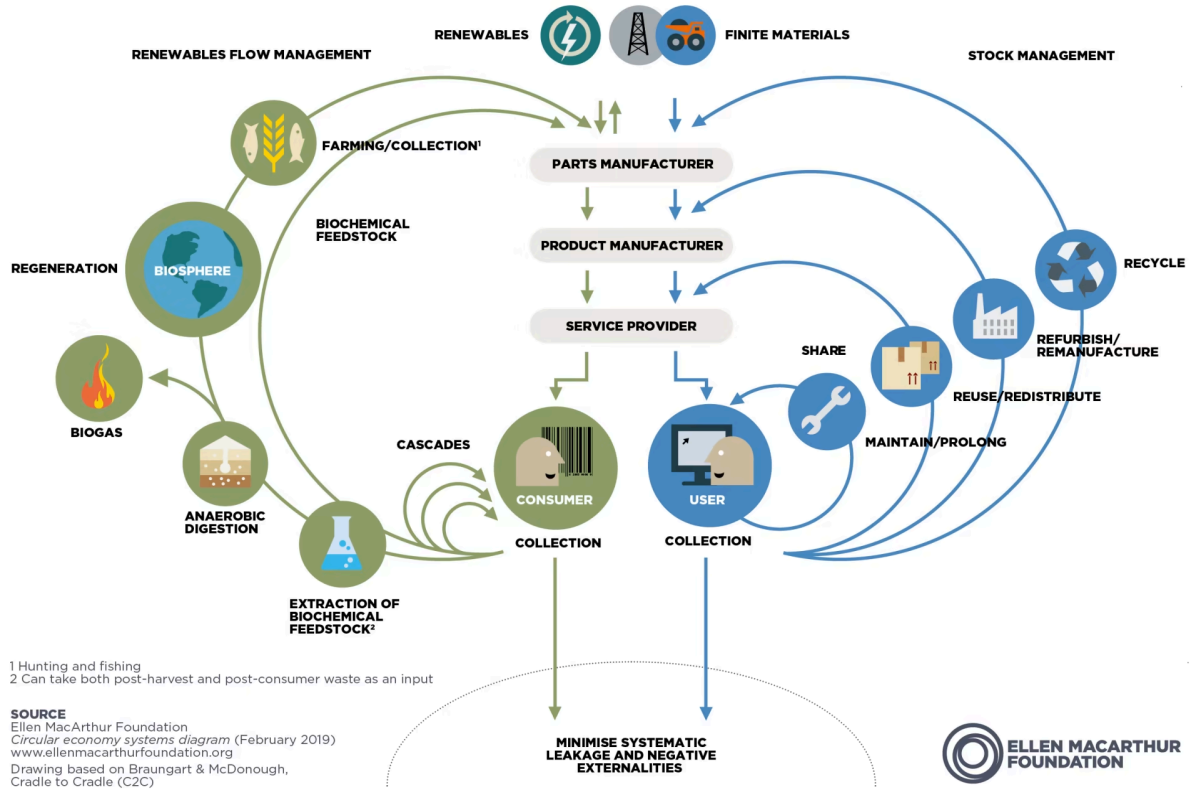 RENEWABLES
FINITE MATERIALS
RENEWABLES FLOW MANAGEMENT
STOCK MANAGEMENT
FARMING/COLLECTION¹
PARTS MANUFACTURER
BIOCHEMICAL
FEEDSTOCK
PRODUCT MANUFACTURER
REGENERATION
BIOSPHERE
RECYCLE
SERVICE PROVIDER
SHARE
REFURBISH/
REMANUFACTURE
REUSE/REDISTRIBUTE
BIOGAS
CASCADES
MAINTAIN/PROLONG
CONSUMER
USER
ANAEROBIC
DIGESTION
COLLECTION
COLLECTION
EXTRACTION OF
BIOCHEMICAL
FEEDSTOCK²
1 Hunting and fishing
2 Can take both post-harvest and post-consumer waste as an input
SOURCE
Ellen MacArthur Foundation
Circular economy systems diagram (February 2019)
www.ellenmacarthurfoundation.org
Drawing based on Braungart & McDonough,
Cradle to Cradle (C2C)
MINIMISE SYSTEMATIC
LEAKAGE AND NEGATIVE
EXTERNALITIES
ELLEN MACARTHUR
FOUNDATION